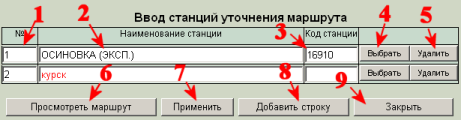 Ввод станций уточнения маршрута
1 2 3 4 5
№ Наименование станции Код станции
1 ОСИНОВКА (ЭКСП.) 16910 Выбрать Удалить
2 курск Выбрать Удалить
6 7 8 9
Просмотреть маршрут Применить Добавить строку Закрыть